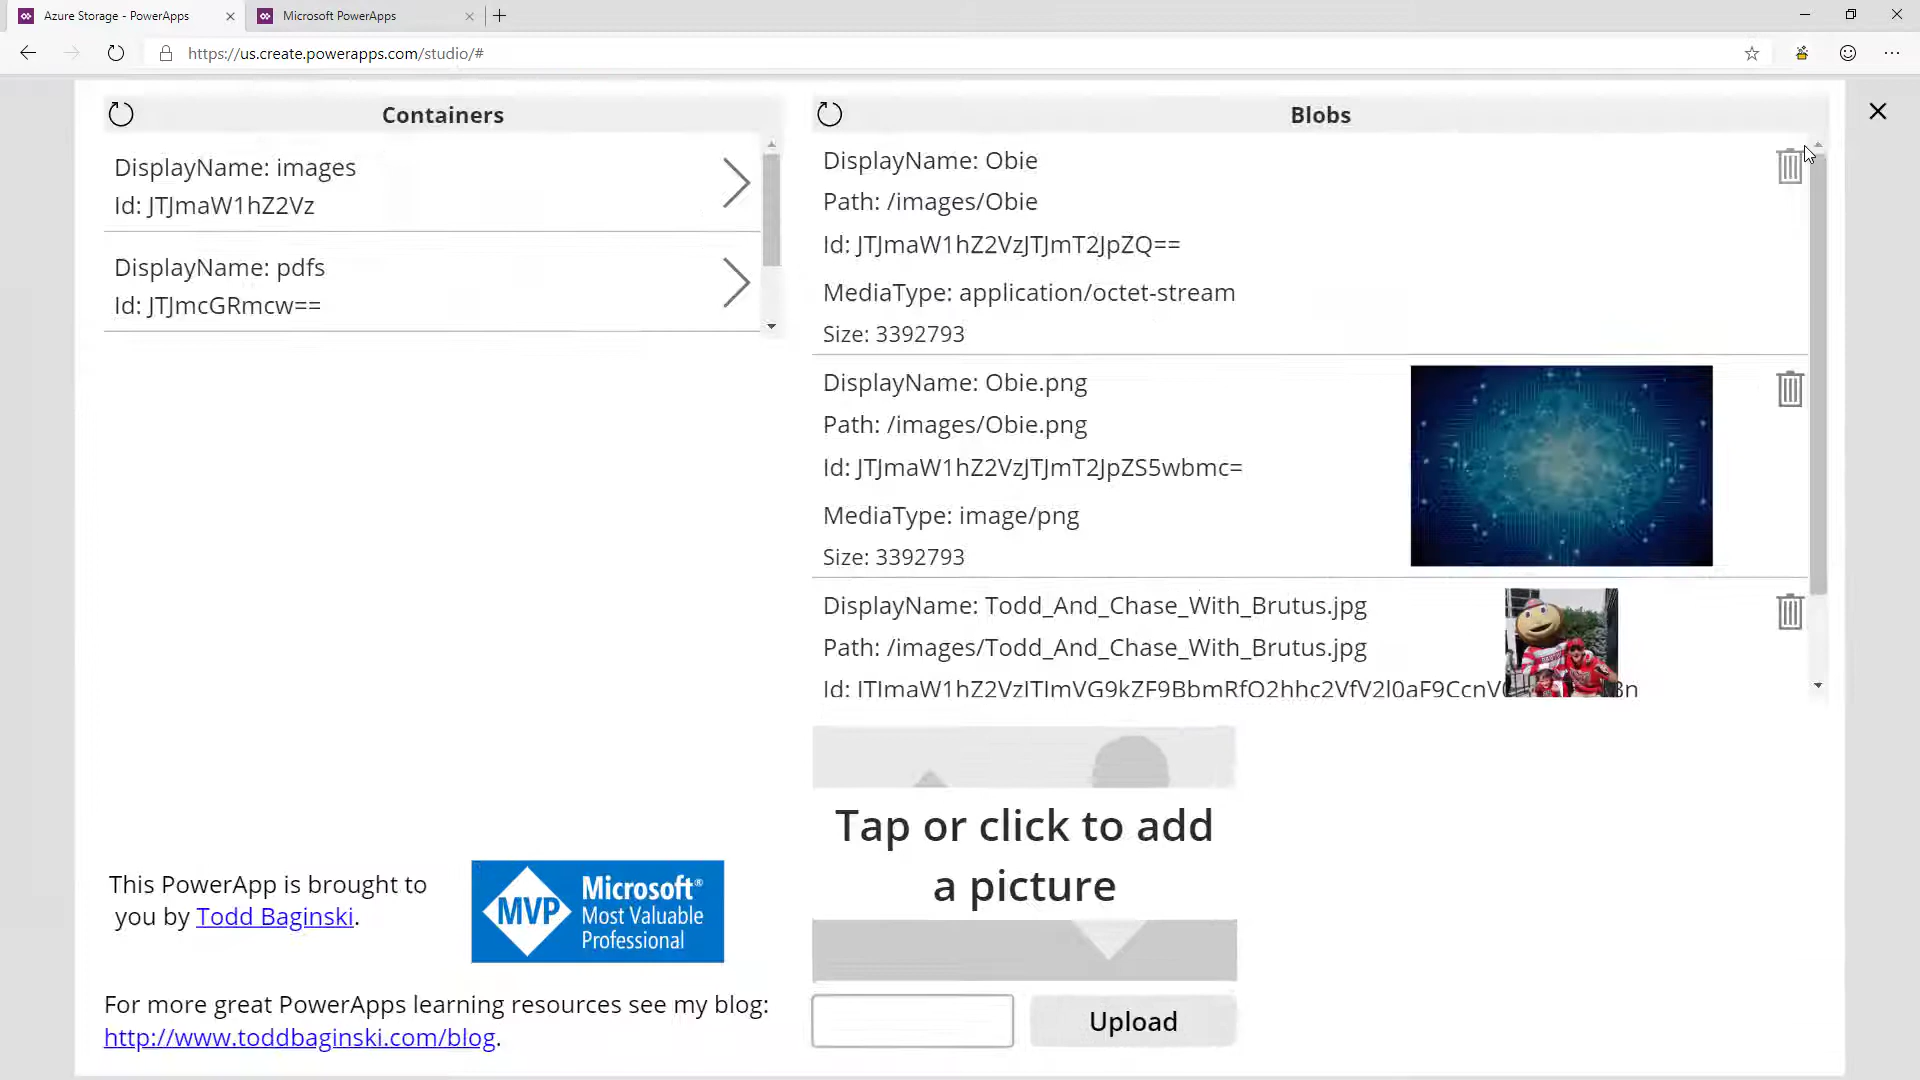 Azure Storage - PowerApps
Microsoft PowerApps
https://us.create.powerapps.com/studio/#
Containers
DisplayName: images
Id: JTJmaW1hZ2Vz
DisplayName: pdfs
Id: JTJmcGRmcw==
Blobs
DisplayName: Obie
Path: /images/Obie
Id: JTJmaW1hZ2VzJTJmT2JpZQ==
MediaType: application/octet-stream
Size: 3392793
DisplayName: Obie.png
Path: /images/Obie.png
Id: JTJmaW1hZ2VzJTJmT2JpZS5wbmc=
MediaType: image/png
Size: 3392793
DisplayName: Todd_And_Chase_With_Brutus.jpg
Path: /images/Todd_And_Chase_With_Brutus.jpg
Id:
Tap or click to add
a picture
Upload
This PowerApp is brought to
you by Todd Baginski.
MVP
Microsoft®
Most Valuable
Professional
For more great PowerApps learning resources see my blog:
http://www.toddbaginski.com/blog.